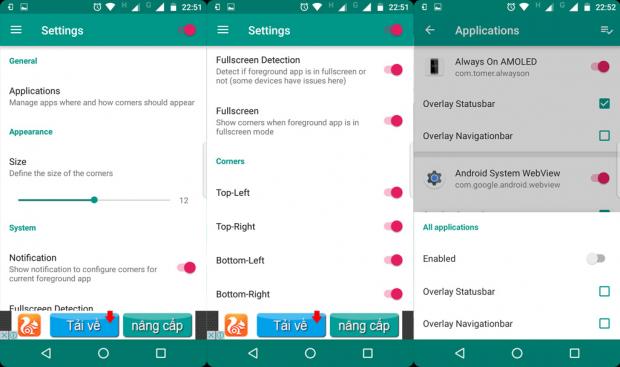 H G 22:51
Settings
General
Applications
Manage apps where and how corners should appear
Appearance
Size
Define the size of the corners
12
System
Notification
Show notification to configure corners for
current foreground app
Fullscreen Detection
Tải về
nâng cấp
H G 22:51
Settings
Fullscreen Detection
Detect if foreground app is in fullscreen or
not (some devices have issues here)
Fullscreen
Show corners when foreground app is in
fullscreen mode
Corners
Top-Left
Top-Right
Bottom-Left
Bottom-Right
Tải về
nâng cấp
H G 22:52
Applications
Always On AMOLED
com.tomer.alwayson
Overlay Statusbar
Overlay Navigationbar
Android System WebView
com.google.android.webview
All applications
Enabled
Overlay Statusbar
Overlay Navigationbar